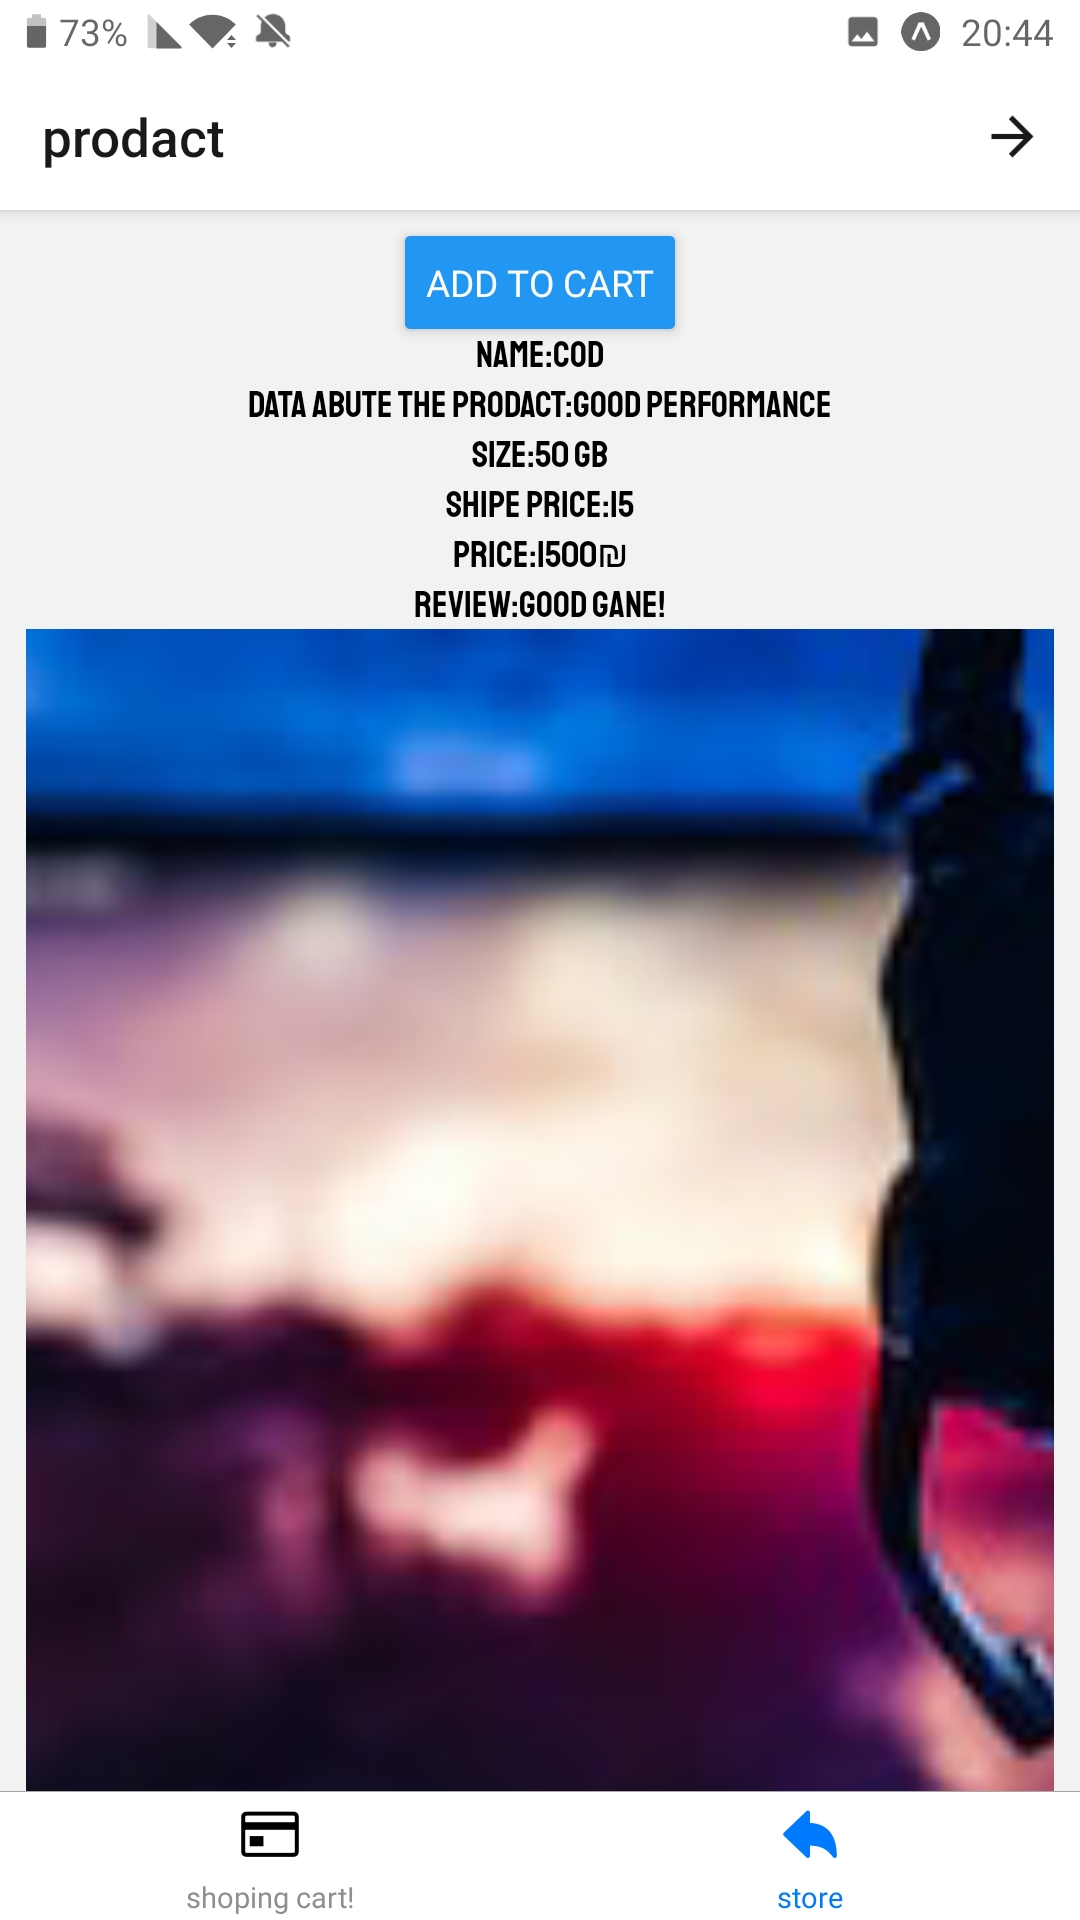 73% 20:44
prodact
ADD TO CART
NAME:COD
DATA ABUTE THE PRODACT:GOOD PERFORMANCE
SIZE:50 GB
SHIPE PRICE:15
PRICE:1500₪
REVIEW:GOOD GANE!
shoping cart! store